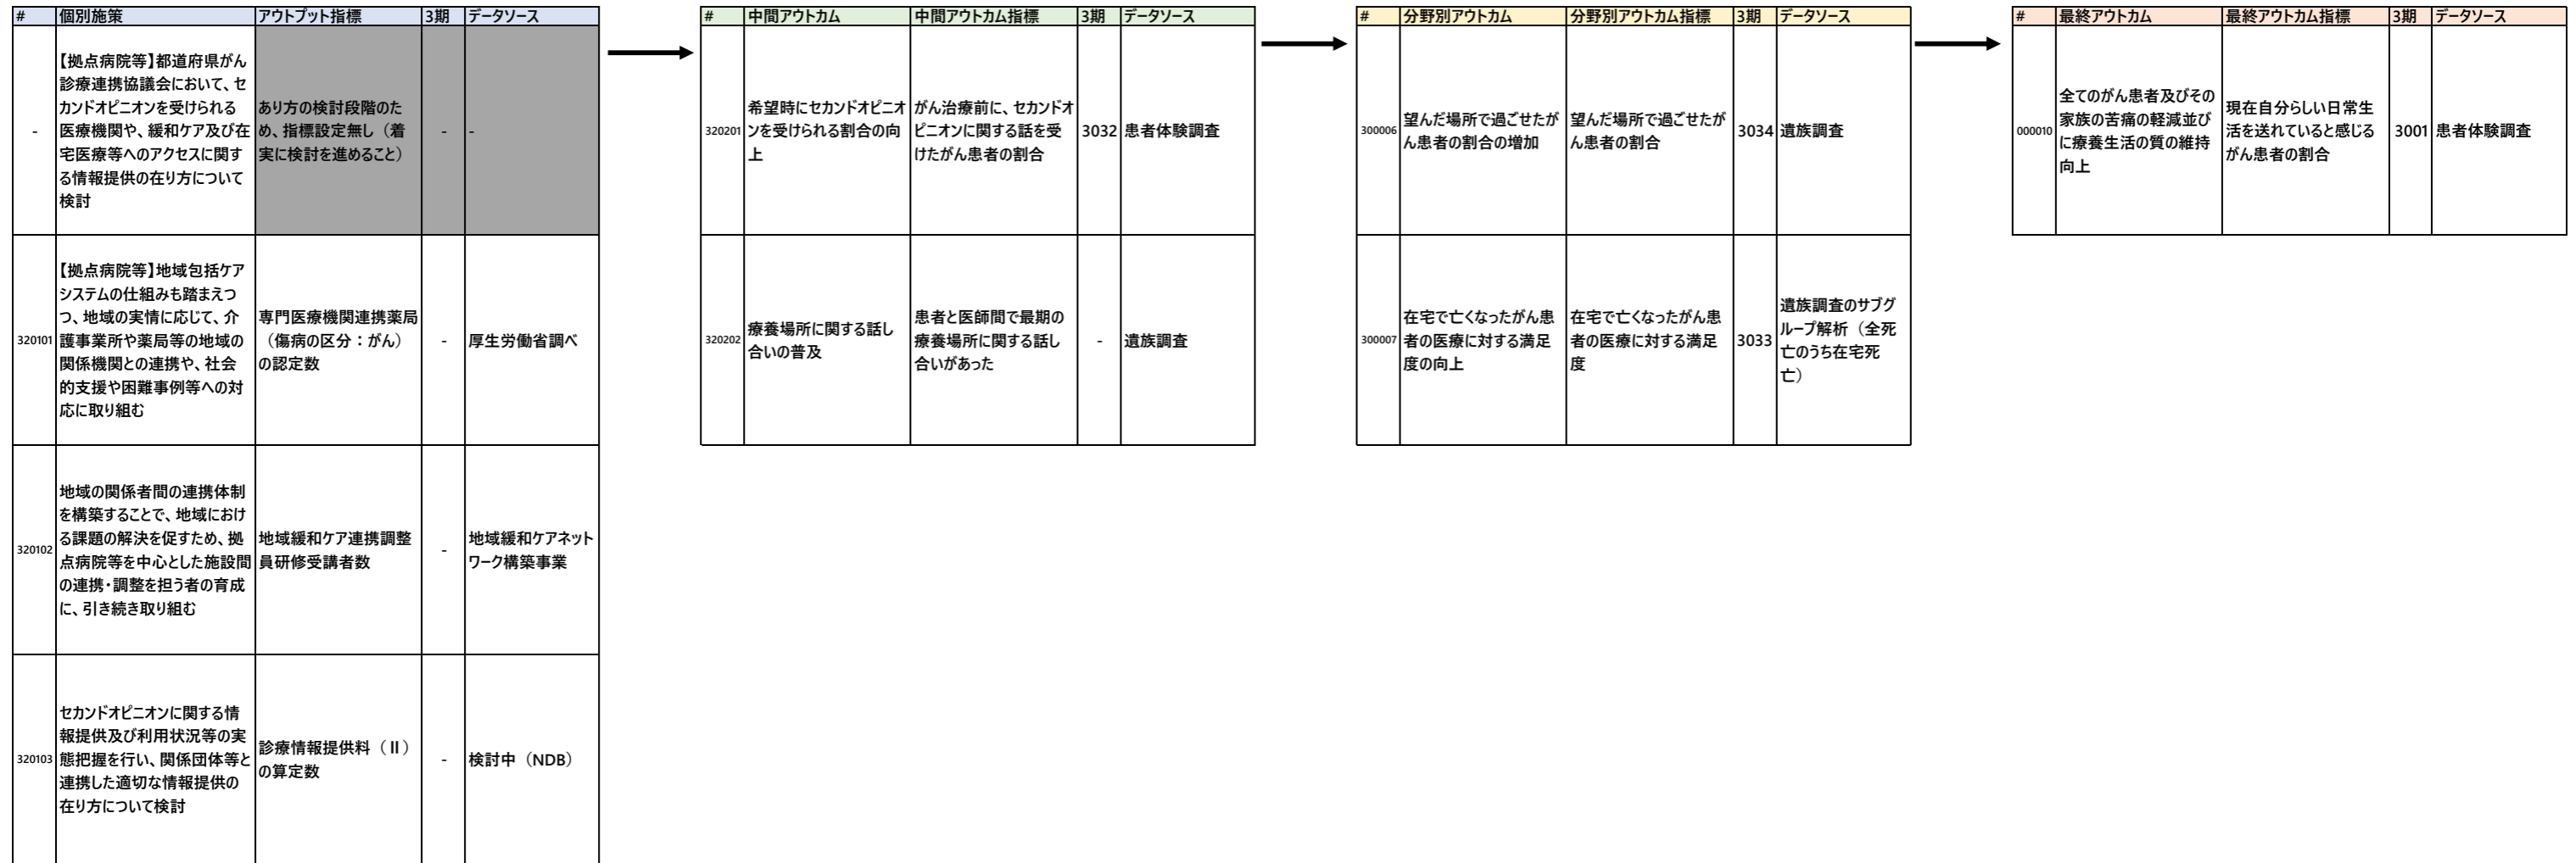 # 個別施策 アウトプット指標 3期 データソース
-
【拠点病院等】都道府県がん
診療連携協議会において、セ
カンドオピニオンを受けられる
医療機関や、緩和ケア及び在
宅医療等へのアクセスに関す
る情報提供の在り方について
検討
あり方の検討段階のた
め、指標設定無し（着
実に検討を進めること）
-
-
320101
【拠点病院等】地域包括ケア
システムの仕組みも踏まえつ
つ、地域の実情に応じて、介
護事業所や薬局等の地域の
関係機関との連携や、社会
的支援や困難事例等への対
応に取り組む
専門医療機関連携薬局
（傷病の区分：がん）
の認定数
-
厚生労働省調べ
320102
地域の関係者間の連携体制
を構築することで、地域におけ
る課題の解決を促すため、拠
点病院等を中心とした施設間
の連携・調整を担う者の育成
に、引き続き取り組む
地域緩和ケア連携調整
員研修受講者数
-
地域緩和ケアネット
ワーク構築事業
320103
セカンドオピニオンに関する情
報提供及び利用状況等の実
態把握を行い、関係団体等と
連携した適切な情報提供の
在り方について検討
診療情報提供料（Ⅱ）
の算定数
-
検討中（NDB）
# 中間アウトカム 中間アウトカム指標 3期 データソース
320201
希望時にセカンドオピニオ
ンを受けられる割合の向
上
がん治療前に、セカンドオ
ピニオンに関する話を受
けたがん患者の割合
3032
患者体験調査
320202
療養場所に関する話し
合いの普及
患者と医師間で最期の
療養場所に関する話し
合いがあった
-
遺族調査
# 分野別アウトカム 分野別アウトカム指標 3期 データソース
300006
望んだ場所で過ごせたが
ん患者の割合の増加
望んだ場所で過ごせたが
ん患者の割合
3034
遺族調査
300007
在宅で亡くなったがん患
者の医療に対する満足
度の向上
在宅で亡くなったがん患
者の医療に対する満足
度
3033
遺族調査のサブグ
ループ解析（全死
亡のうち在宅死
亡）
# 最終アウトカム 最終アウトカム指標 3期 データソース
000010
全てのがん患者及びその
家族の苦痛の軽減並び
に療養生活の質の維持
向上
現在自分らしい日常生
活を送れていると感じる
がん患者の割合
3001
患者体験調査